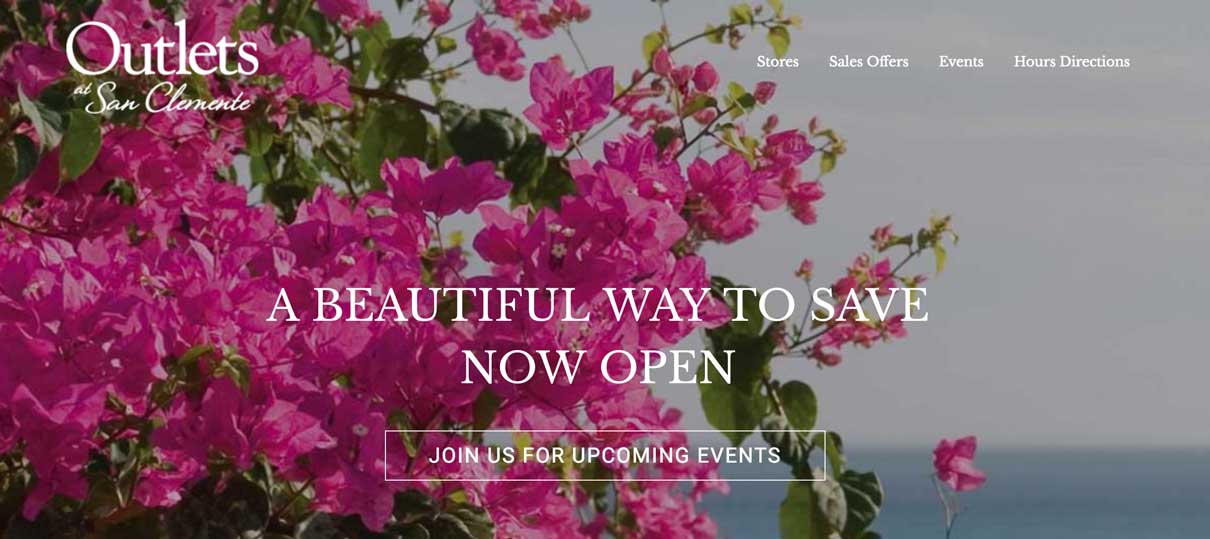 Outlets
at San Clemente
Stores Sales Offers Events Hours Directions
A BEAUTIFUL WAY TO SAVE
NOW OPEN
JOIN US FOR UPCOMING EVENTS